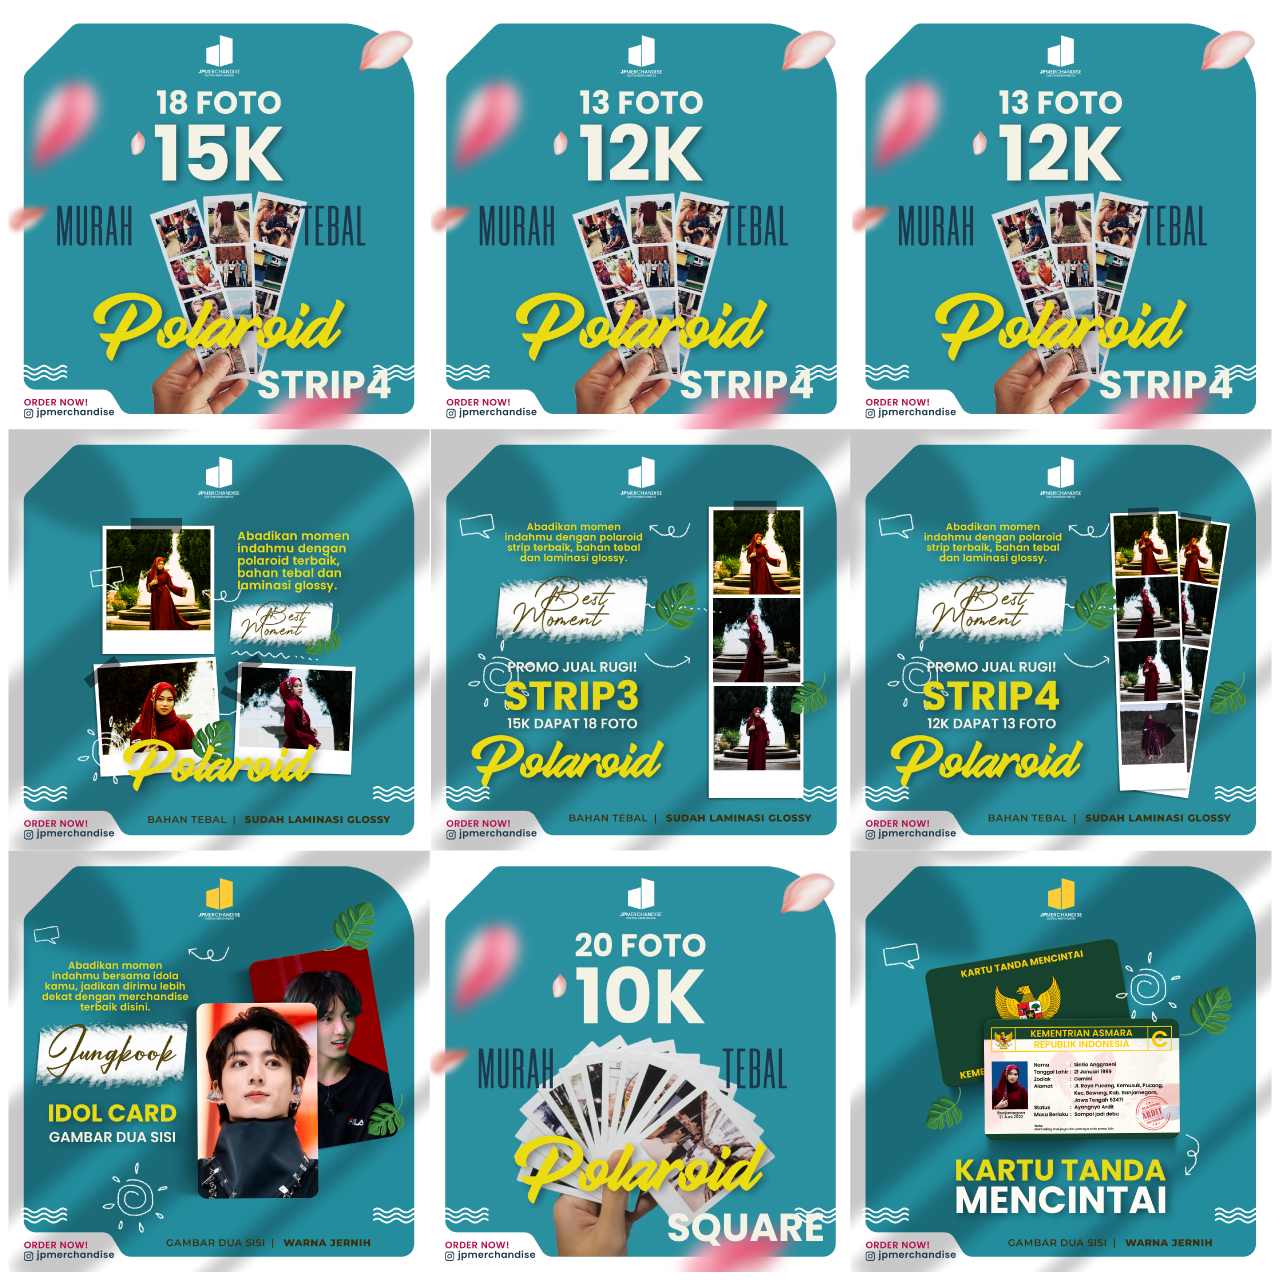 JPMERCHANDISE
18 FOTO
15K
MURAH TEBAL
Polaroid
STRIP4
ORDER NOW!
jpmerchandise
JPMERCHANDISE
13 FOTO
12K
MURAH TEBAL
Polaroid
STRIP4
ORDER NOW!
jpmerchandise
JPMERCHANDISE
13 FOTO
12K
MURAH TEBAL
Polaroid
STRIP4
ORDER NOW!
jpmerchandise
JPMERCHANDISE
Abadikan momen
indahmu dengan
polaroid terbaik,
bahan tebal dan
laminasi glossy.
Best
Moment
Polaroid
ORDER NOW!
jpmerchandise
BAHAN TEBAL | SUDAH LAMINASI GLOSSY
JPMERCHANDISE
Abadikan momen
indahmu dengan polaroid
strip terbaik, bahan tebal
dan laminasi glossy.
Best
Moment
PROMO JUAL RUGI!
STRIP3
15K DAPAT 18 FOTO
Polaroid
ORDER NOW!
jpmerchandise
BAHAN TEBAL | SUDAH LAMINASI GLOSSY
JPMERCHANDISE
Abadikan momen
indahmu dengan polaroid
strip terbaik, bahan tebal
dan laminasi glossy.
Best
Moment
PROMO JUAL RUGI!
STRIP4
12K DAPAT 13 FOTO
Polaroid
ORDER NOW!
jpmerchandise
BAHAN TEBAL | SUDAH LAMINASI GLOSSY
JPMERCHANDISE
Abadikan momen
indahmu bersama idola
kamu, jadikan dirimu lebih
dekat dengan merchandise
terbaik disini.
Jungkook
IDOL CARD
GAMBAR DUA SISI
FILA
ORDER NOW!
jpmerchandise
GAMBAR DUA SISI | WARNA JERNIH
JPMERCHANDISE
20 FOTO
10K
MURAH TEBAL
Polaroid
SQUARE
ORDER NOW!
jpmerchandise
JPMERCHANDISE
KARTU TANDA MENCINTAI
KEME
KEMENTRIAN ASMARA
REPUBLIK INDONESIA
Nama : Sintia Anggraeni
Tanggal Lahir : 21 Januari 1999
Zodiak : Gemini
Alamat : Jl. Raya Pucang, Kemusuk, Pucang,
Kec. Bawang, Kab. Banjarnegara,
Jawa Tengah 53471
Status : Ayangnya Ardit
Masa Berlaku : Sampai jadi debu
Banjarnegara
21 Juni 2022
ARDIT
KARTU TANDA
MENCINTAI
ORDER NOW!
jpmerchandise
GAMBAR DUA SISI | WARNA JERNIH